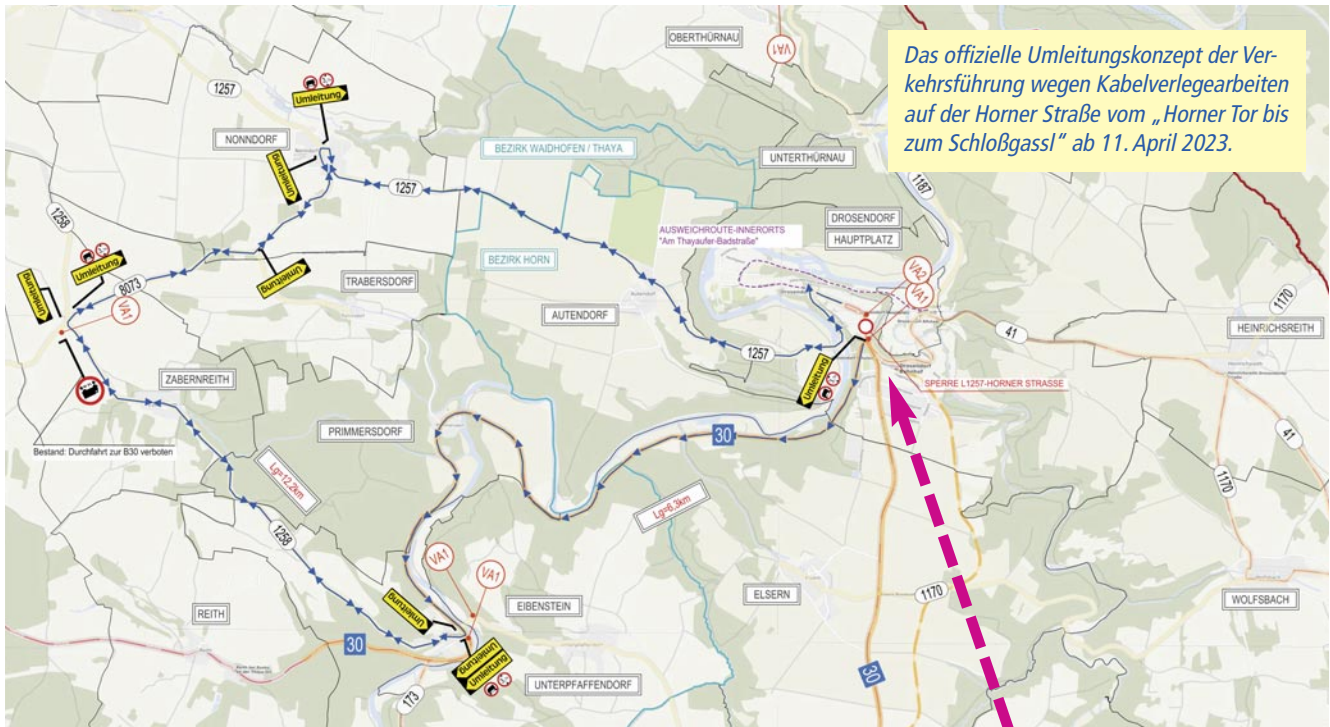 Das offizielle Umleitungskonzept der Ver-
kehrsführung wegen Kabelverlegearbeiten
auf der Horner Straße vom „Horner Tor bis
zum Schloßgassl“ ab 11. April 2023.
OBERTHÜRNAU
VA1
1257
Umleitung
NONNDORF
BEZIRK WAIDHOFEN / THAYA
UNTERTHÜRNAU
Umleitung
1257
1187
1258
AUSWEICHROUTE-INNERORTS
"Am Thayaufer-Badstraße"
DROSENDORF
HAUPTPLATZ
BEZIRK HORN
Umleitung
Umleitung
8073
Umleitung
TRABERSDORF
VA2
VA1
VA1
AUTENDORF
1170
41
HEINRICHSREITH
1257
ZABERNREITH
Umleitung
SPERRE L1257-HORNER STRASSE
PRIMMERSDORF
30
41
Bestand: Durchfahrt zur B30 verboten
Lg=12,2km
Lg=6,3km
1170
1258
VA1
VA1
ELSERN
1170
WOLFSBACH
REITH
Umleitung
EIBENSTEIN
30
Umleitung
Umleitung
UNTERPFAFFENDORF
30
173